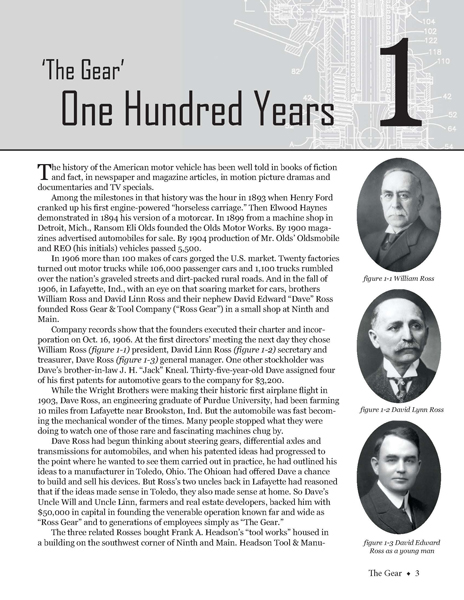 ‘The Gear’
One Hundred Years
1
The history of the American motor vehicle has been well told in books of fiction
and fact, in newspaper and magazine articles, in motion picture dramas and
documentaries and TV specials.
Among the milestones in that history was the hour in 1893 when Henry Ford
cranked up his first engine-powered “horseless carriage.” Then Elwood Haynes
demonstrated in 1894 his version of a motorcar. In 1899 from a machine shop in
Detroit, Mich., Ransom Eli Olds founded the Olds Motor Works. By 1900 maga-
zines advertised automobiles for sale. By 1904 production of Mr. Olds’ Oldsmobile
and REO (his initials) vehicles passed 5,500.
In 1906 more than 100 makes of cars gorged the U.S. market. Twenty factories
turned out motor trucks while 106,000 passenger cars and 1,100 trucks rumbled
over the nation’s graveled streets and dirt-packed rural roads. And in the fall of
1906, in Lafayette, Ind., with an eye on that soaring market for cars, brothers
William Ross and David Linn Ross and their nephew David Edward “Dave” Ross
founded Ross Gear & Tool Company (“Ross Gear”) in a small shop at Ninth and
Main.
Company records show that the founders executed their charter and incor-
poration on Oct. 16, 1906. At the first directors’ meeting the next day they chose
William Ross (figure 1-1) president, David Linn Ross (figure 1-2) secretary and
treasurer, Dave Ross (figure 1-3) general manager. One other stockholder was
Dave’s brother-in-law J. H. “Jack” Kneal. Thirty-five-year-old Dave assigned four
of his first patents for automotive gears to the company for $3,200.
While the Wright Brothers were making their historic first airplane flight in
1903, Dave Ross, an engineering graduate of Purdue University, had been farming
10 miles from Lafayette near Brookston, Ind. But the automobile was fast becom-
ing the mechanical wonder of the times. Many people stopped what they were
doing to watch one of those rare and fascinating machines chug by.
Dave Ross had begun thinking about steering gears, differential axles and
transmissions for automobiles, and when his patented ideas had progressed to
the point where he wanted to see them carried out in practice, he had outlined his
ideas to a manufacturer in Toledo, Ohio. The Ohioan had offered Dave a chance
to build and sell his devices. But Ross’s two uncles back in Lafayette had reasoned
that if the ideas made sense in Toledo, they also made sense at home. So Dave’s
Uncle Will and Uncle Linn, farmers and real estate developers, backed him with
$50,000 in capital in founding the venerable operation known far and wide as
“Ross Gear” and to generations of employees simply as “The Gear.”
The three related Rosses bought Frank A. Headson’s “tool works” housed in
a building on the southwest corner of Ninth and Main. Headson Tool & Manu-
figure 1-1 William Ross
figure 1-2 David Lynn Ross
figure 1-3 David Edward
Ross as a young man
The Gear ♦ 3